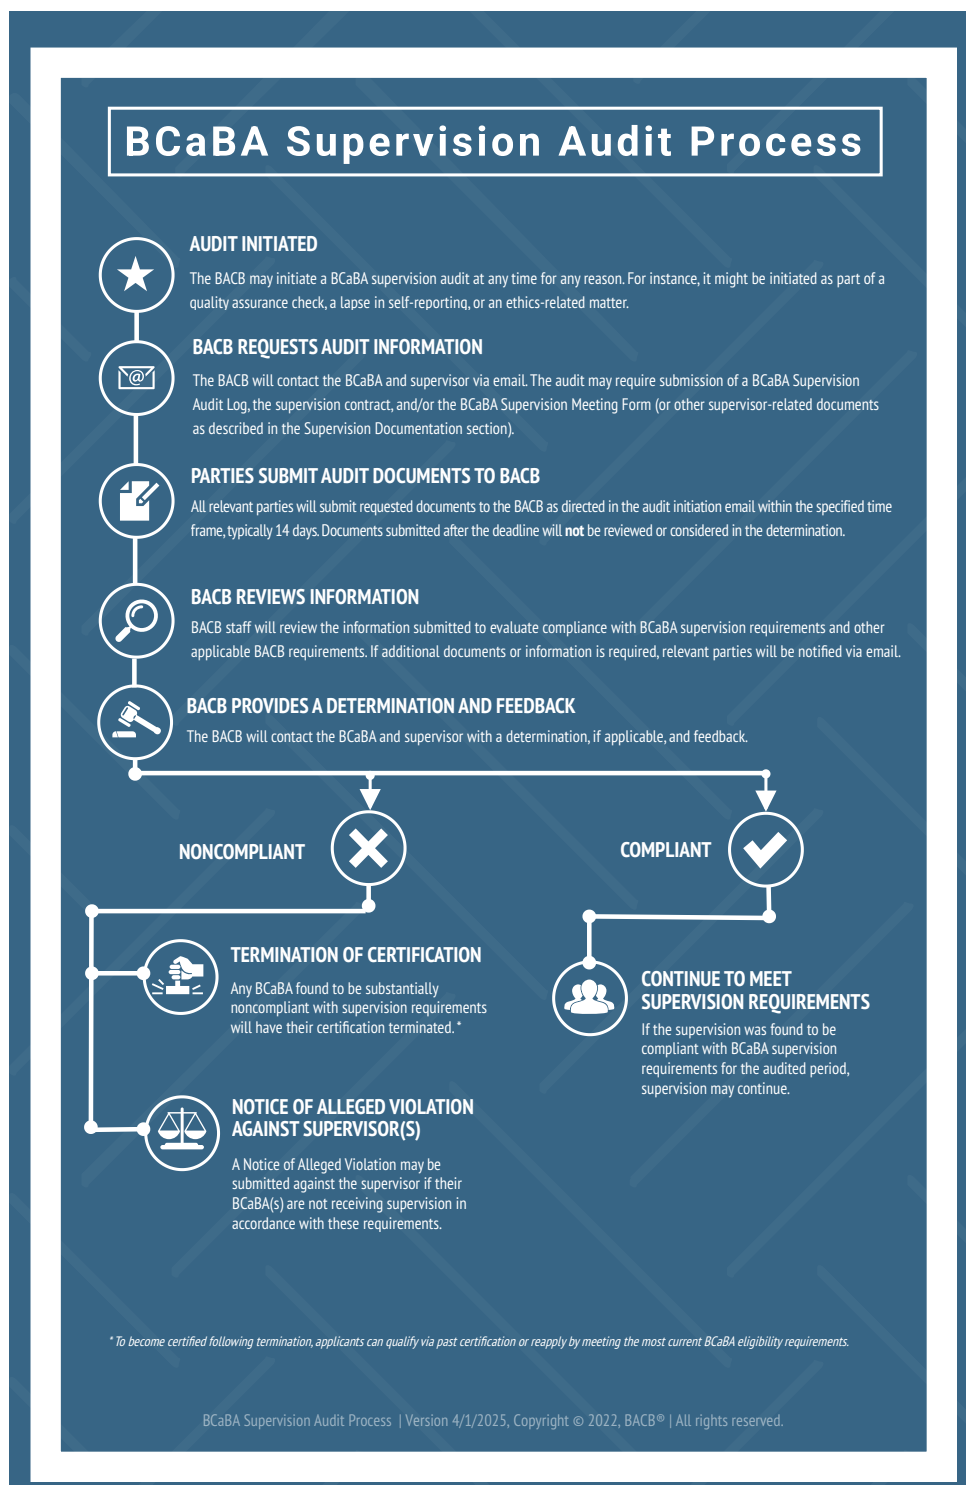 BCaBA Supervision Audit Process
AUDIT INITIATED
The BACB may initiate a BCaBA supervision audit at any time for any reason. For instance, it might be initiated as part of a
quality assurance check, a lapse in self-reporting, or an ethics-related matter.
BACB REQUESTS AUDIT INFORMATION
@
The BACB will contact the BCaBA and supervisor via email. The audit may require submission of a BCaBA Supervision
Audit Log, the supervision contract, and/or the BCaBA Supervision Meeting Form (or other supervisor-related documents
as described in the Supervision Documentation section).
PARTIES SUBMIT AUDIT DOCUMENTS TO BACB
All relevant parties will submit requested documents to the BACB as directed in the audit initiation email within the specified time
frame, typically 14 days. Documents submitted after the deadline will not be reviewed or considered in the determination.
BACB REVIEWS INFORMATION
BACB staff will review the information submitted to evaluate compliance with BCaBA supervision requirements and other
applicable BACB requirements. If additional documents or information is required, relevant parties will be notified via email.
BACB PROVIDES A DETERMINATION AND FEEDBACK
The BACB will contact the BCaBA and supervisor with a determination, if applicable, and feedback.
NONCOMPLIANT
COMPLIANT
TERMINATION OF CERTIFICATION
Any BCaBA found to be substantially
noncompliant with supervision requirements
will have their certification terminated. *
CONTINUE TO MEET
SUPERVISION REQUIREMENTS
If the supervision was found to be
compliant with BCaBA supervision
requirements for the audited period,
supervision may continue.
NOTICE OF ALLEGED VIOLATION
AGAINST SUPERVISOR(S)
A Notice of Alleged Violation may be
submitted against the supervisor if their
BCaBA(s) are not receiving supervision in
accordance with these requirements.
* To become certified following termination, applicants can qualify via past certification or reapply by meeting the most current BCaBA eligibility requirements.
BCaBA Supervision Audit Process | Version 4/1/2025, Copyright © 2022, BACB® | All rights reserved.